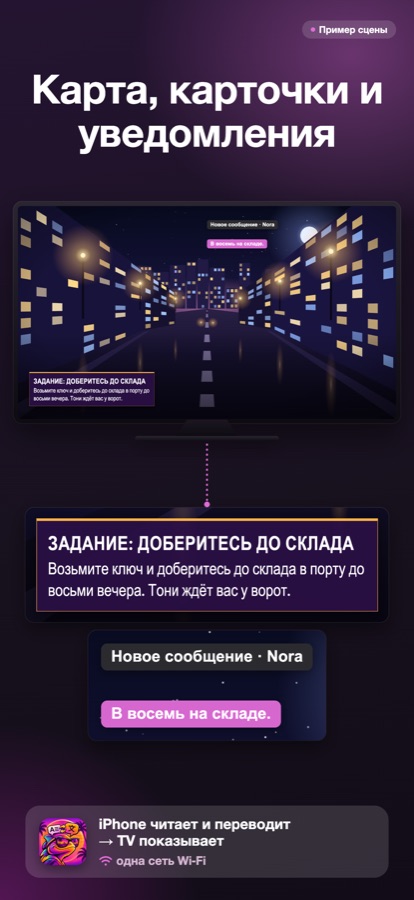 Пример сцены
Карта, карточки и
уведомления
Новое сообщение · Nora
В восемь на складе.
ЗАДАНИЕ: ДОБЕРИТЕСЬ ДО СКЛАДА
Возьмите ключ и доберитесь до склада в порту до
восьми вечера. Тони ждёт вас у ворот.
ЗАДАНИЕ: ДОБЕРИТЕСЬ ДО СКЛАДА
Возьмите ключ и доберитесь до склада в порту до
восьми вечера. Тони ждёт вас у ворот.
Новое сообщение · Nora
В восемь на складе.
iPhone читает и переводит
→ TV показывает
одна сеть Wi-Fi